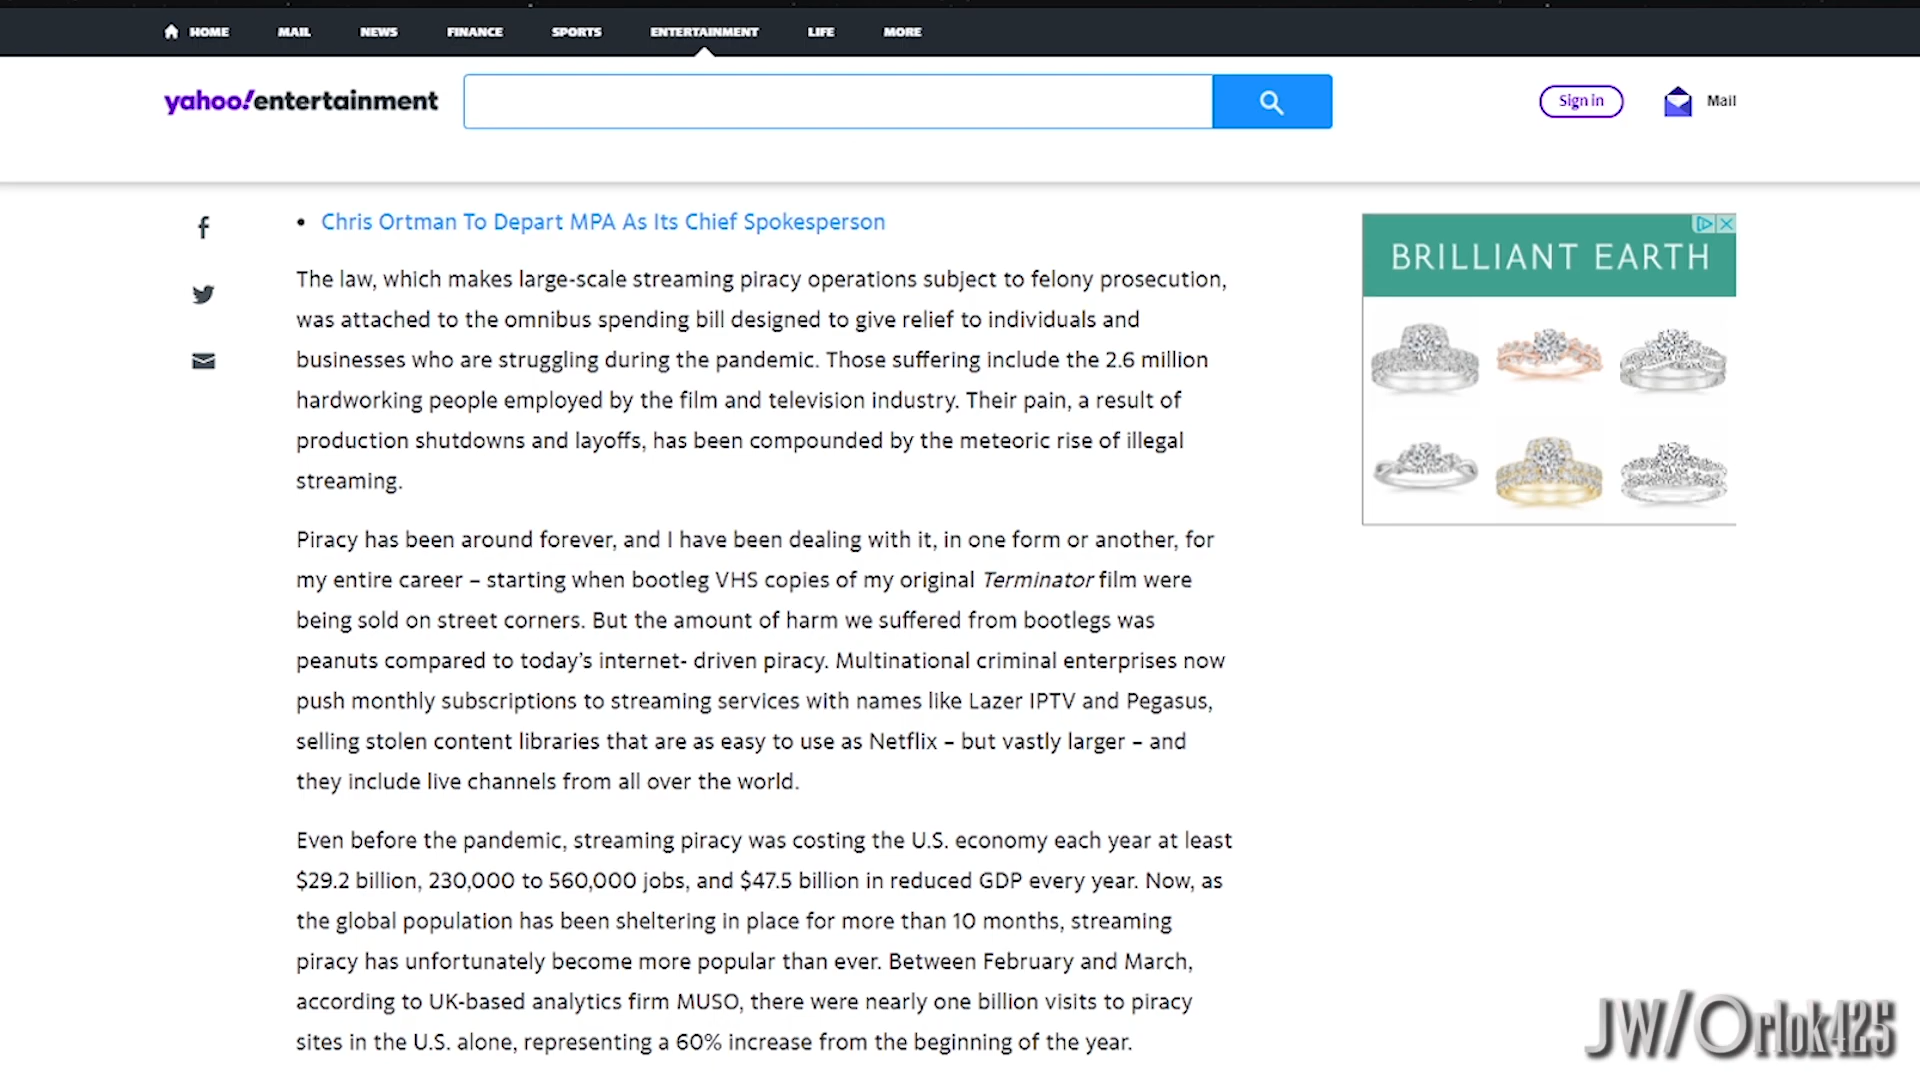 HOME MAIL NEWS FINANCE SPORTS ENTERTAINMENT LIFE MORE
yahoo!entertainment
Sign in
Mail
Chris Ortman To Depart MPA As Its Chief Spokesperson
The law, which makes large-scale streaming piracy operations subject to felony prosecution,
was attached to the omnibus spending bill designed to give relief to individuals and
businesses who are struggling during the pandemic. Those suffering include the 2.6 million
hardworking people employed by the film and television industry. Their pain, a result of
production shutdowns and layoffs, has been compounded by the meteoric rise of illegal
streaming.
Piracy has been around forever, and I have been dealing with it, in one form or another, for
my entire career – starting when bootleg VHS copies of my original Terminator film were
being sold on street corners. But the amount of harm we suffered from bootlegs was
peanuts compared to today’s internet- driven piracy. Multinational criminal enterprises now
push monthly subscriptions to streaming services with names like Lazer IPTV and Pegasus,
selling stolen content libraries that are as easy to use as Netflix – but vastly larger – and
they include live channels from all over the world.
Even before the pandemic, streaming piracy was costing the U.S. economy each year at least
$29.2 billion, 230,000 to 560,000 jobs, and $47.5 billion in reduced GDP every year. Now, as
the global population has been sheltering in place for more than 10 months, streaming
piracy has unfortunately become more popular than ever. Between February and March,
according to UK-based analytics firm MUSO, there were nearly one billion visits to piracy
sites in the U.S. alone, representing a 60% increase from the beginning of the year.
BRILLIANT EARTH
JW/Orlok425